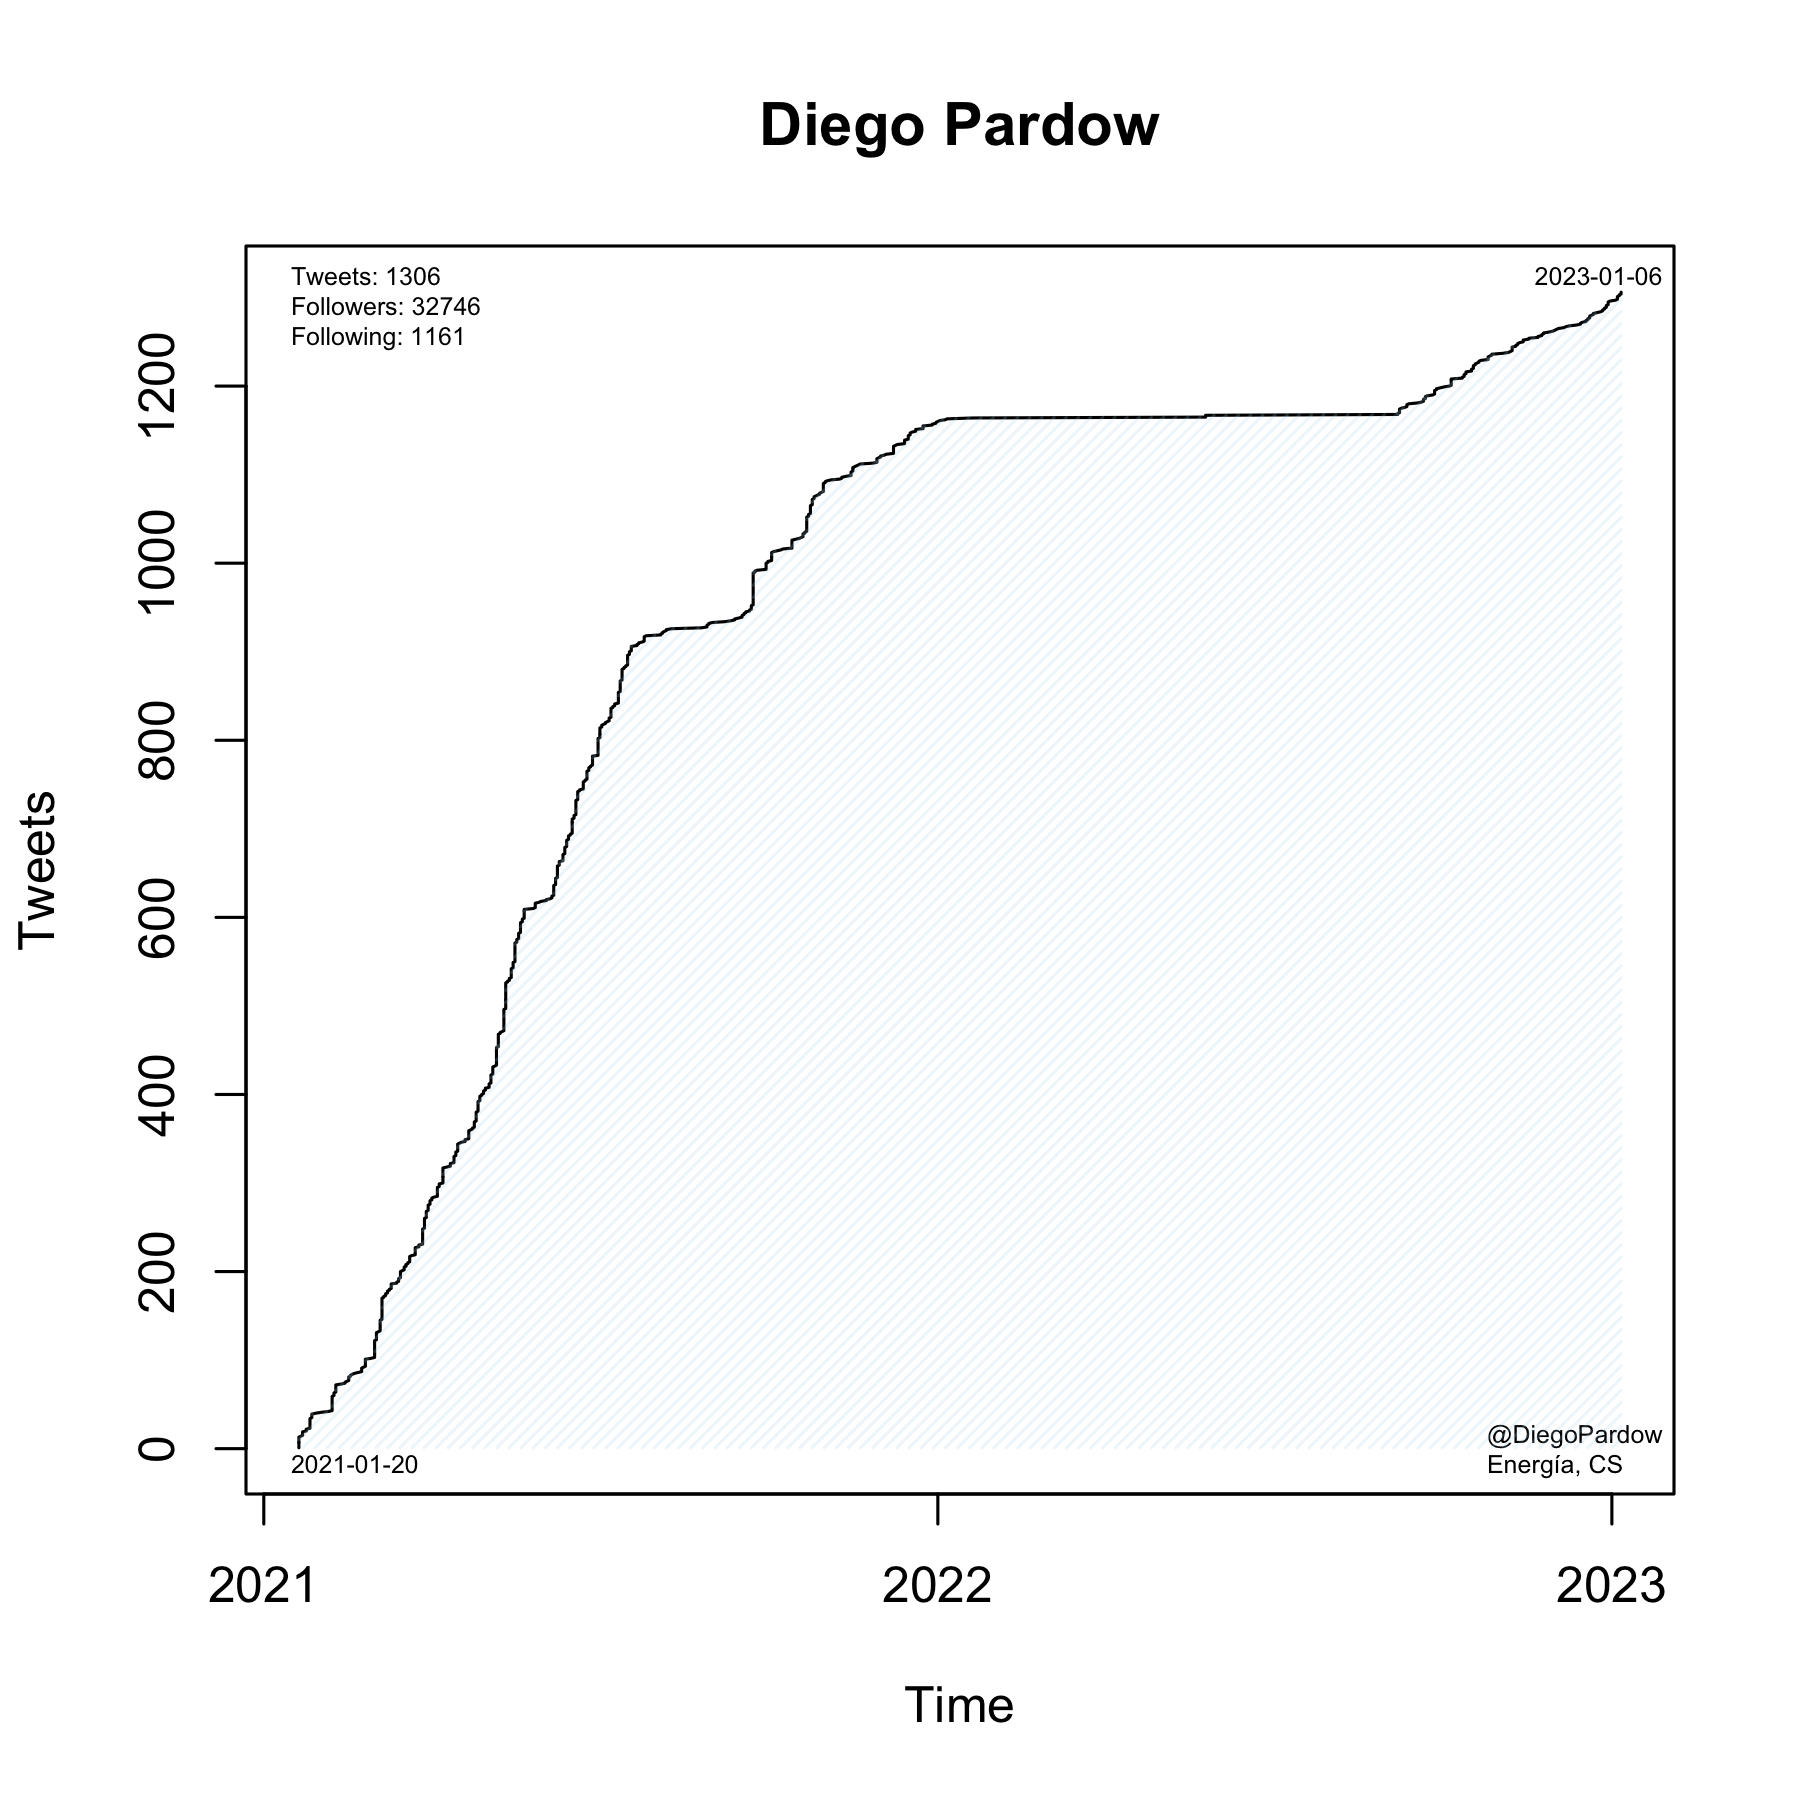 Diego Pardow
Tweets: 1306
Followers: 32746
Following: 1161
2023-01-06
1200
1000
800
600
400
200
0
Tweets
2021-01-20
@DiegoPardow
Energía, CS
2021
2022
2023
Time